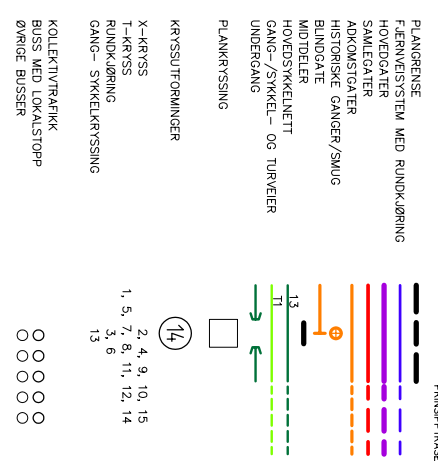 PRINSIPPTRASE
PLANGRENSE
FJERNVEISYSTEM MED RUNDKJØRING
HOVEDGATER
SAMLEGATER
ADKOMSTGATER
HISTORISKE GANGER/SMUG
BLINDGATE
MIDTDELER
HOVEDSYKKELNETT 13
GANG-/SYKKEL- OG TURVEIER T1
UNDERGANG
PLANKRYSSING
KRYSSUTFORMINGER 14
X-KRYSS 2, 4, 9, 10, 15
T-KRYSS 1, 5, 7, 8, 11, 12, 14
RUNDKJØRING 3, 6
GANG- SYKKELKRYSSING 13
KOLLEKTIVTRAFIKK
BUSS MED LOKALSTOPP
ØVRIGE BUSSER